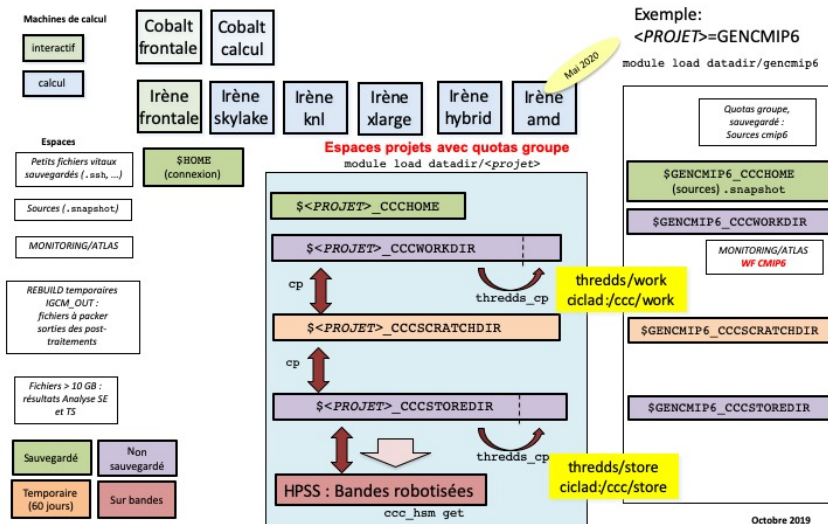 Machines de calcul
interactif
calcul
Cobalt
frontale
Cobalt
calcul
Irène
frontale
Irène
skylake
Irène
knl
Irène
xlarge
Irène
hybrid
Irène
amd
Mai 2020
Exemple:
<PROJET>=GENCMIP6
module load datadir/gencmip6
Espaces
Petits fichiers vitaux
sauvegardés (.ssh, ...)
Sources (.snapshot)
MONITORING/ATLAS
REBUILD temporaires
IGCM_OUT :
fichiers à packer
sorties des post-
traitements
Fichiers > 10 GB :
résultats Analyse SE
et TS
Sauvegardé
Non
sauvegardé
Temporaire
(60 jours)
Sur bandes
$HOME
(connexion)
Espaces projets avec quotas groupe
module load datadir/<projet>
$<PROJET>_CCCHOME
$<PROJET>_CCCWORKDIR
cp
thredds_cp
thredds/work
ciclad:/ccc/work
$<PROJET>_CCCSCRATCHDIR
cp
$<PROJET>_CCCSTOREDIR
thredds_cp
thredds/store
ciclad:/ccc/store
HPSS : Bandes robotisées
ccc_hsm get
Quotas groupe,
sauvegardé :
Sources cmip6
$GENCMIP6_CCCHOME
(sources) .snapshot
$GENCMIP6_CCCWORKDIR
MONITORING/ATLAS
WF CMIP6
$GENCMIP6_CCCSCRATCHDIR
$GENCMIP6_CCCSTOREDIR
Octobre 2019